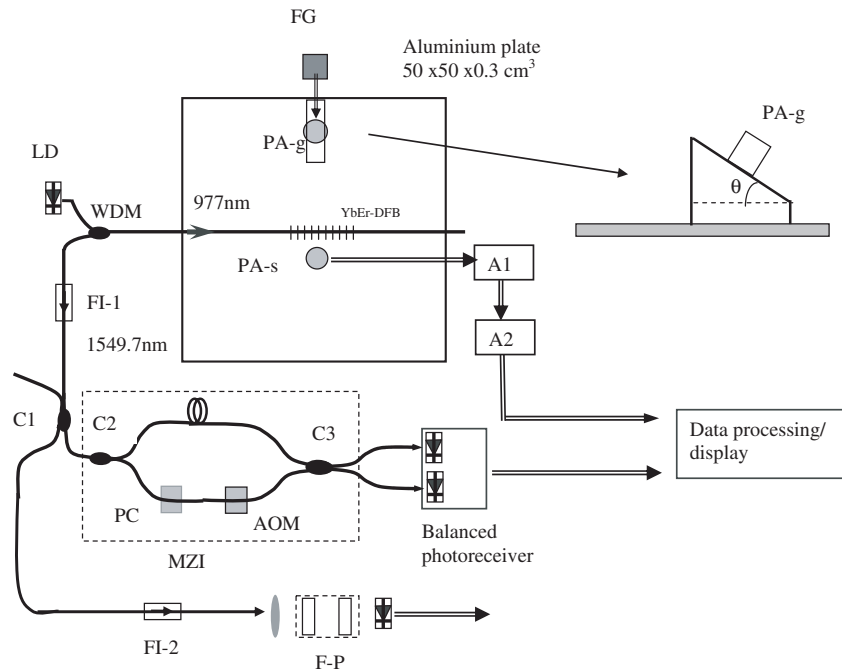 FG
Aluminium plate
50 x50 x0.3 cm³
PA-g
PA-g
θ
LD
WDM
977nm
YbEr-DFB
PA-s
A1
FI-1
A2
1549.7nm
C1
C2
C3
Data processing/
display
PC
AOM
Balanced
photoreceiver
MZI
FI-2
F-P